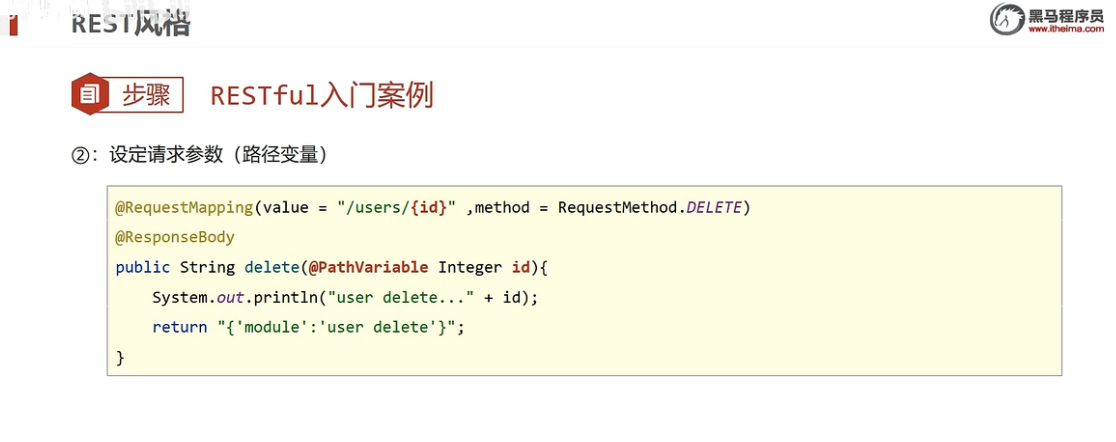 REST风格
黑马程序员
www.itheima.com
步骤
RESTful入门案例
②：设定请求参数（路径变量）
@RequestMapping(value = "/users/{id}" ,method = RequestMethod.DELETE)
@ResponseBody
public String delete(@PathVariable Integer id){
    System.out.println("user delete..." + id);
    return "{'module':'user delete'}";
}